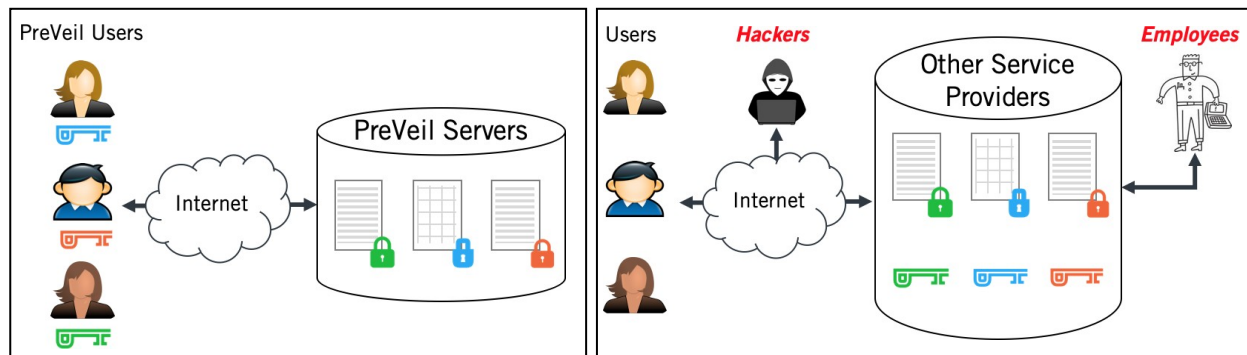 PreVeil Users
PreVeil Servers
Internet
Users
Hackers
Employees
Other Service
Providers
Internet